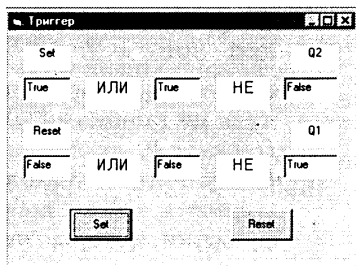 Триггер
Set Q2
True ИЛИ True НЕ False
Reset Q1
False ИЛИ False НЕ True
Set Reset